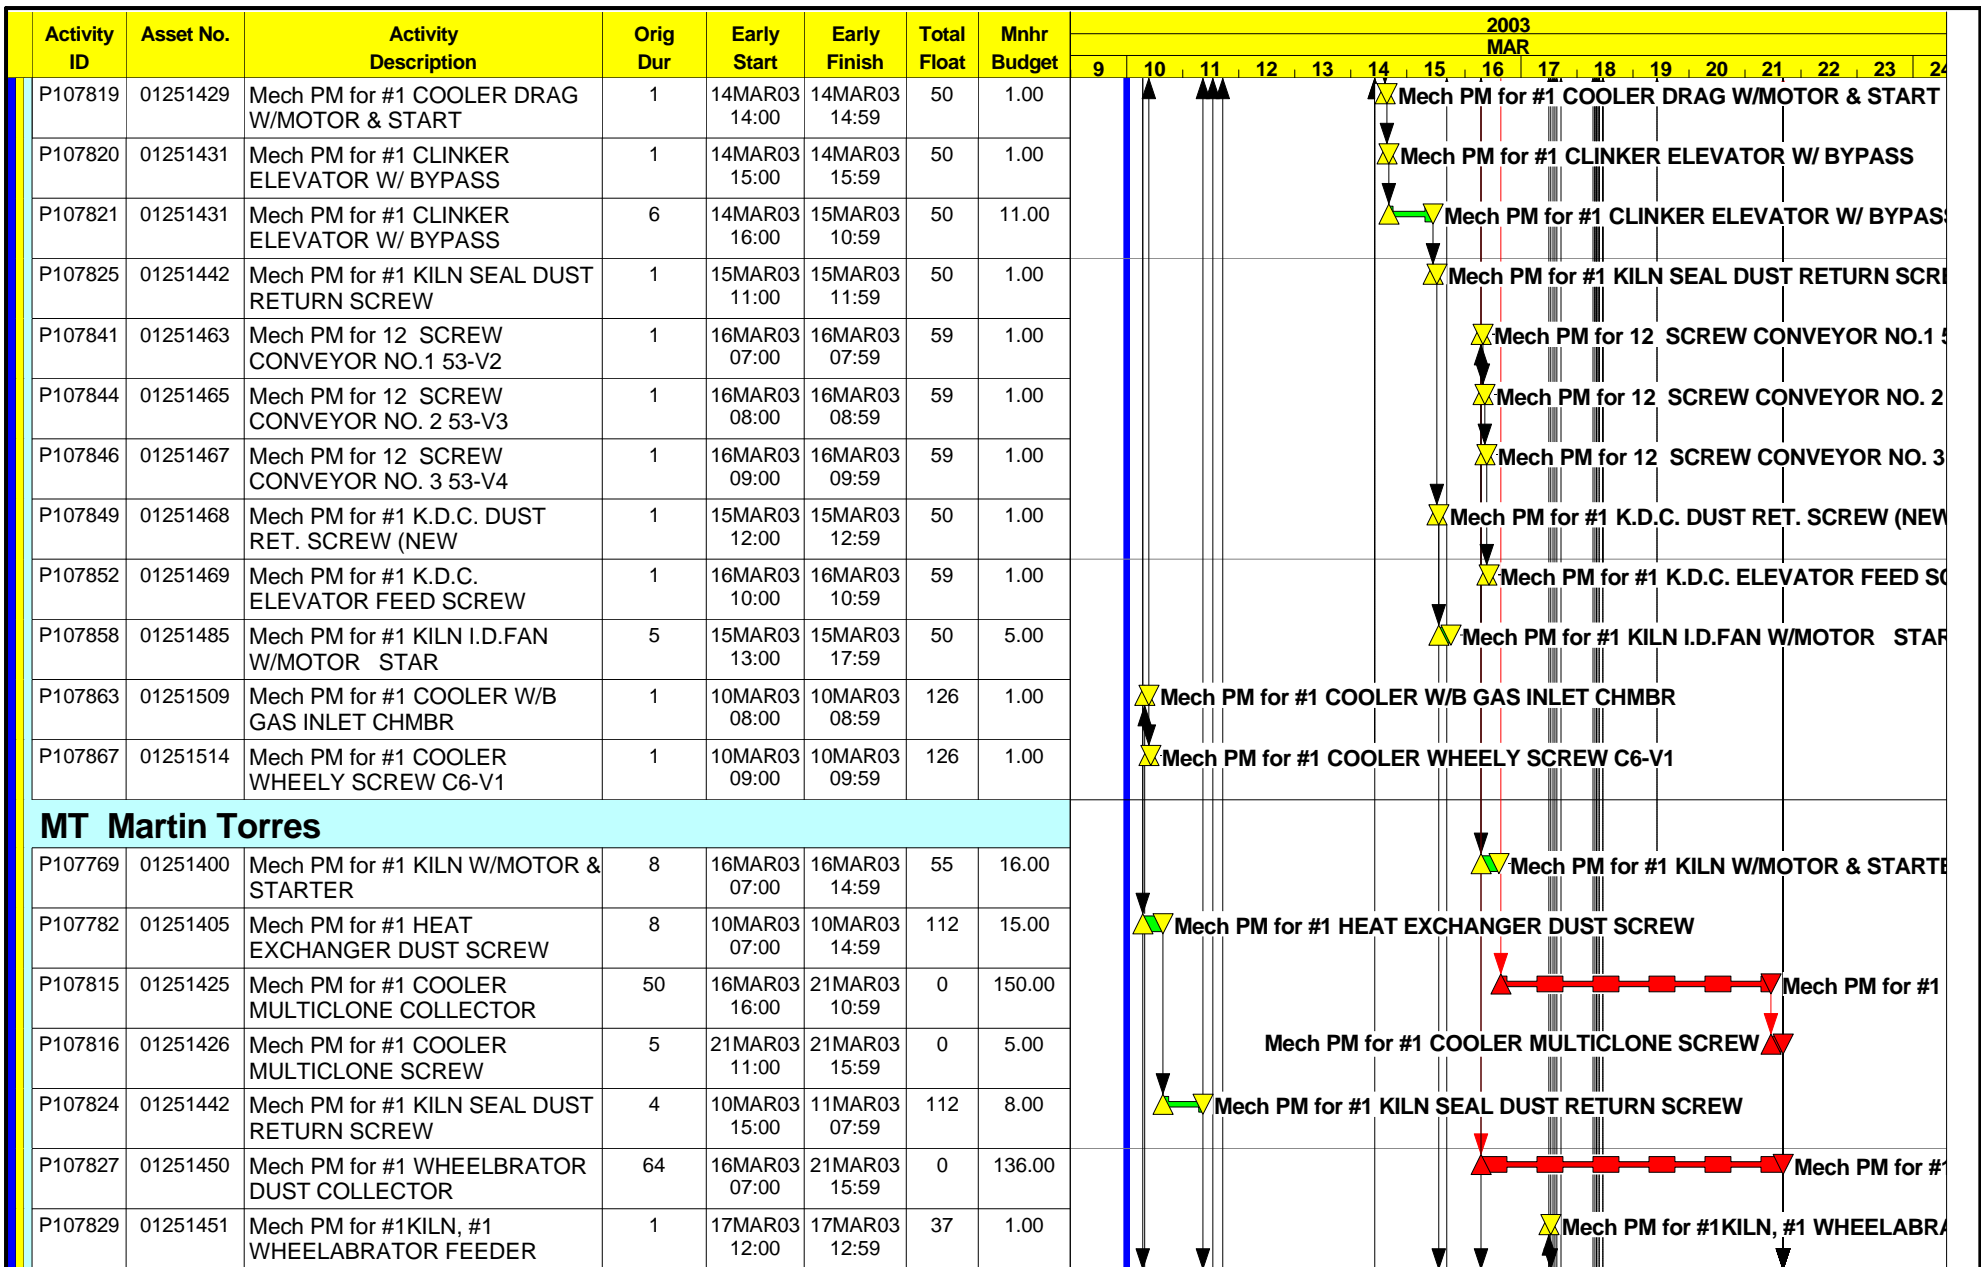 Activity ID Asset No. Activity Description Orig Dur Early Start Early Finish Total Float Mnhr Budget
2003
MAR
9 10 11 12 13 14 15 16 17 18 19 20 21 22 23 24
P107819 01251429 Mech PM for #1 COOLER DRAG 1 14MAR03 14MAR03 50 1.00 Mech PM for #1 COOLER DRAG W/MOTOR & START
W/MOTOR & START 14:00 14:59
P107820 01251431 Mech PM for #1 CLINKER 1 14MAR03 14MAR03 50 1.00 Mech PM for #1 CLINKER ELEVATOR W/ BYPASS
ELEVATOR W/ BYPASS 15:00 15:59
P107821 01251431 Mech PM for #1 CLINKER 6 14MAR03 15MAR03 50 11.00 Mech PM for #1 CLINKER ELEVATOR W/ BYPASS
ELEVATOR W/ BYPASS 16:00 10:59
P107825 01251442 Mech PM for #1 KILN SEAL DUST 1 15MAR03 15MAR03 50 1.00 Mech PM for #1 KILN SEAL DUST RETURN SCRE
RETURN SCREW 11:00 11:59
P107841 01251463 Mech PM for 12 SCREW 1 16MAR03 16MAR03 59 1.00 Mech PM for 12 SCREW CONVEYOR NO.1 5
CONVEYOR NO.1 53-V2 07:00 07:59
P107844 01251465 Mech PM for 12 SCREW 1 16MAR03 16MAR03 59 1.00 Mech PM for 12 SCREW CONVEYOR NO. 2
CONVEYOR NO. 2 53-V3 08:00 08:59
P107846 01251467 Mech PM for 12 SCREW 1 16MAR03 16MAR03 59 1.00 Mech PM for 12 SCREW CONVEYOR NO. 3
CONVEYOR NO. 3 53-V4 09:00 09:59
P107849 01251468 Mech PM for #1 K.D.C. DUST 1 15MAR03 15MAR03 50 1.00 Mech PM for #1 K.D.C. DUST RET. SCREW (NEW
RET. SCREW (NEW 12:00 12:59
P107852 01251469 Mech PM for #1 K.D.C. 1 16MAR03 16MAR03 59 1.00 Mech PM for #1 K.D.C. ELEVATOR FEED SC
ELEVATOR FEED SCREW 10:00 10:59
P107858 01251485 Mech PM for #1 KILN I.D.FAN 5 15MAR03 15MAR03 50 5.00 Mech PM for #1 KILN I.D.FAN W/MOTOR STAR
W/MOTOR STAR 13:00 17:59
P107863 01251509 Mech PM for #1 COOLER W/B 1 10MAR03 10MAR03 126 1.00 Mech PM for #1 COOLER W/B GAS INLET CHMBR
GAS INLET CHMBR 08:00 08:59
P107867 01251514 Mech PM for #1 COOLER 1 10MAR03 10MAR03 126 1.00 Mech PM for #1 COOLER WHEELY SCREW C6-V1
WHEELY SCREW C6-V1 09:00 09:59
MT Martin Torres
P107769 01251400 Mech PM for #1 KILN W/MOTOR & 8 16MAR03 16MAR03 55 16.00 Mech PM for #1 KILN W/MOTOR & STARTE
STARTER 07:00 14:59
P107782 01251405 Mech PM for #1 HEAT 8 10MAR03 10MAR03 112 15.00 Mech PM for #1 HEAT EXCHANGER DUST SCREW
EXCHANGER DUST SCREW 07:00 14:59
P107815 01251425 Mech PM for #1 COOLER 50 16MAR03 21MAR03 0 150.00 Mech PM for #1
MULTICLONE COLLECTOR 16:00 10:59
P107816 01251426 Mech PM for #1 COOLER 5 21MAR03 21MAR03 0 5.00 Mech PM for #1 COOLER MULTICLONE SCREW
MULTICLONE SCREW 11:00 15:59
P107824 01251442 Mech PM for #1 KILN SEAL DUST 4 10MAR03 11MAR03 112 8.00 Mech PM for #1 KILN SEAL DUST RETURN SCREW
RETURN SCREW 15:00 07:59
P107827 01251450 Mech PM for #1 WHEELBRATOR 64 16MAR03 21MAR03 0 136.00 Mech PM for #1
DUST COLLECTOR 07:00 15:59
P107829 01251451 Mech PM for #1KILN, #1 1 17MAR03 17MAR03 37 1.00 Mech PM for #1KILN, #1 WHEELABRA
WHEELABRATOR FEEDER 12:00 12:59